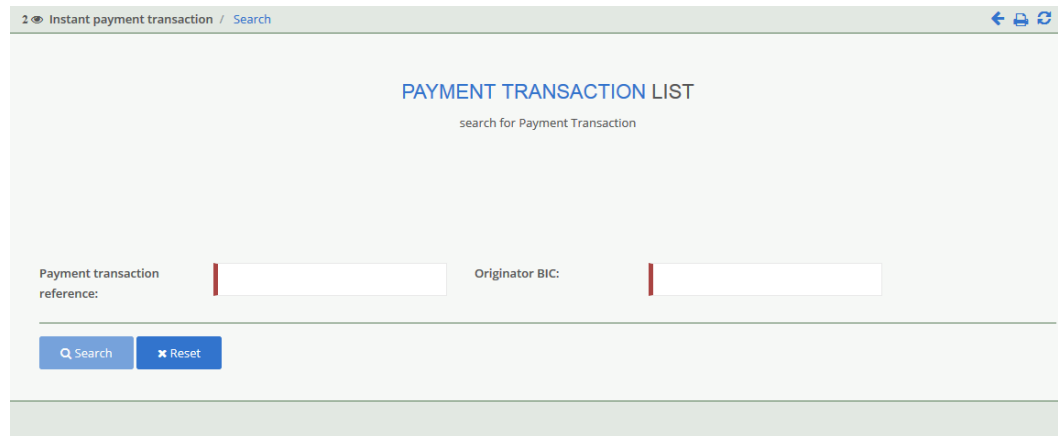 2 Instant payment transaction / Search
PAYMENT TRANSACTION LIST
search for Payment Transaction
Payment transaction
reference:
Originator BIC:
Search
Reset